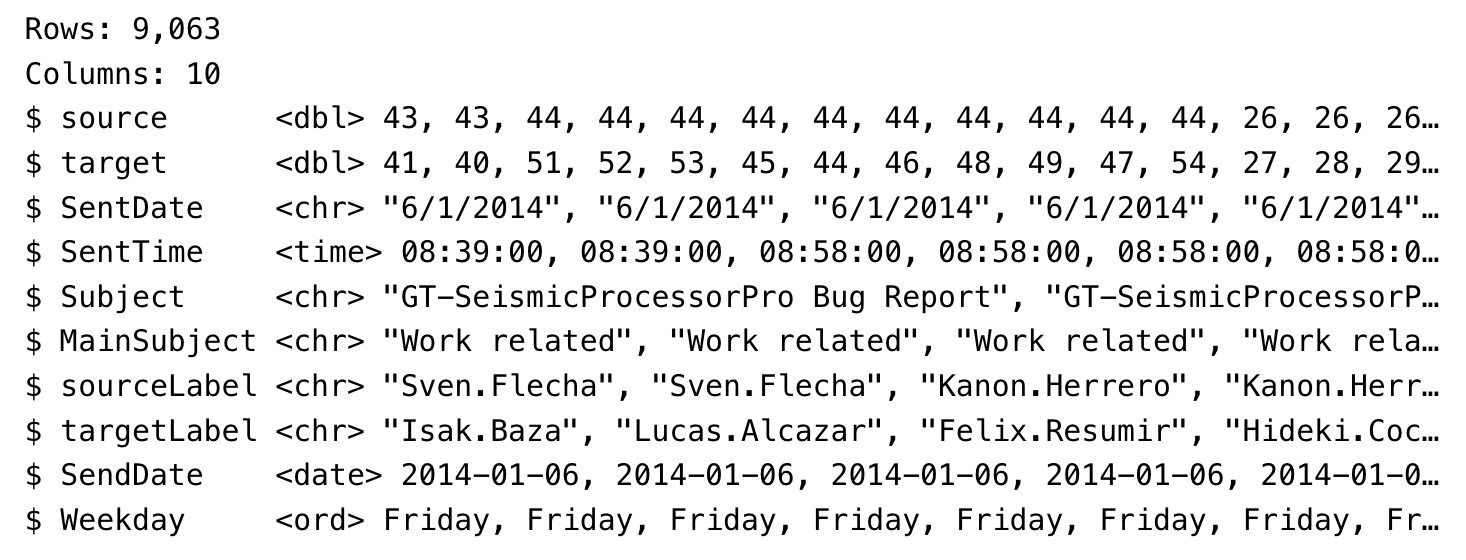 Rows: 9,063
Columns: 10
$ source      <dbl> 43, 43, 44, 44, 44, 44, 44, 44, 44, 44, 44, 44, 26, 26, 26…
$ target      <dbl> 41, 40, 51, 52, 53, 45, 44, 46, 48, 49, 47, 54, 27, 28, 29…
$ SentDate    <chr> "6/1/2014", "6/1/2014", "6/1/2014", "6/1/2014", "6/1/2014"…
$ SentTime    <time> 08:39:00, 08:39:00, 08:58:00, 08:58:00, 08:58:00, 08:58:0…
$ Subject     <chr> "GT-SeismicProcessorPro Bug Report", "GT-SeismicProcessorP…
$ MainSubject <chr> "Work related", "Work related", "Work related", "Work rela…
$ sourceLabel <chr> "Sven.Flecha", "Sven.Flecha", "Kanon.Herrero", "Kanon.Herr…
$ targetLabel <chr> "Isak.Baza", "Lucas.Alcazar", "Felix.Resumir", "Hideki.Coc…
$ SendDate    <date> 2014-01-06, 2014-01-06, 2014-01-06, 2014-01-06, 2014-01-0…
$ Weekday     <ord> Friday, Friday, Friday, Friday, Friday, Friday, Friday, Fr…